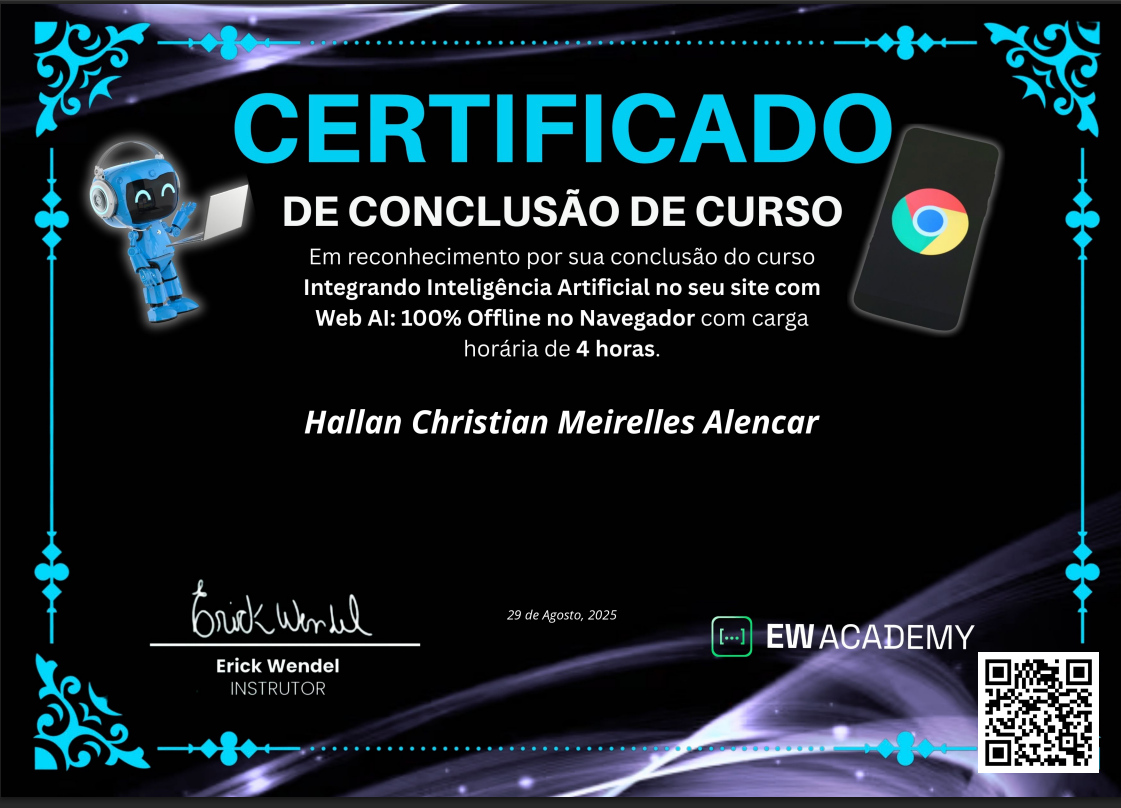 CERTIFICADO
DE CONCLUSÃO DE CURSO
Em reconhecimento por sua conclusão do curso
Integrando Inteligência Artificial no seu site com
Web AI: 100% Offline no Navegador com carga
horária de 4 horas.
Hallan Christian Meirelles Alencar
Erick Wendel
29 de Agosto, 2025
[...] EW ACADEMY
Erick Wendel
INSTRUTOR